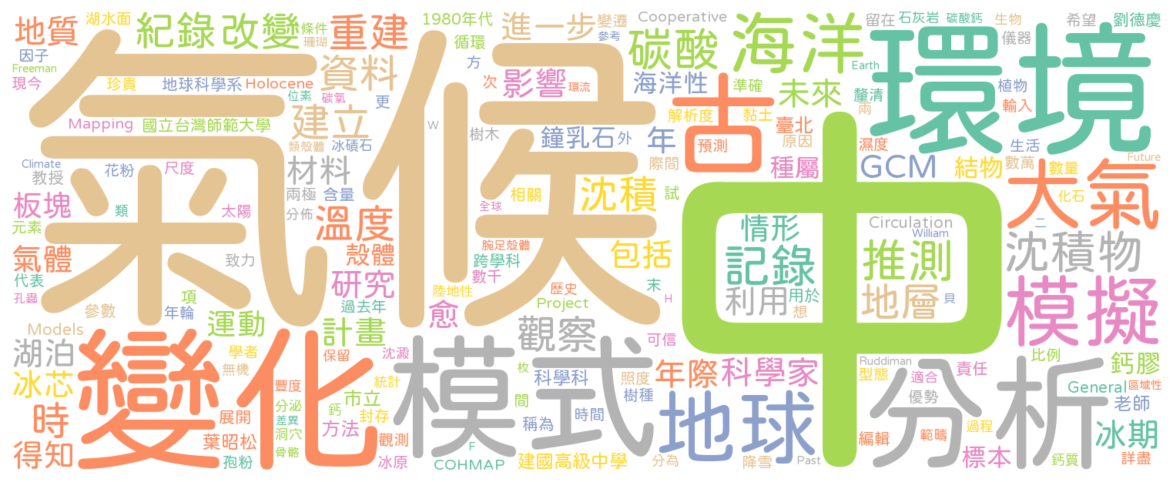 湖水面
1980年代
變遷
Cooperative
留在
石灰岩
碳酸鈣
生物
劉德慶
地質
紀錄
改變
條件
重建
循環
進一步
參考
碳酸
海洋
希望
儀器
環境
因子
珊瑚
方
Freeman
資料
影響
Earth
現今
珍貴
地球科學系
Holocene
次
環流
海洋性
準確
未來
釐清
植物
位素
碳氧
更
古
解析度
黏土
兩
輸入
Mapping
國立台灣師範大學
建立
W
樹木
鐘乳石
外
年
預測
臺北
原因
濕度
數萬
生活
數量
Future
類殼體
冰磧石
氣候
中
Climate
教授
花粉
尺度
材料
際間
種屬
GCM
結物
大氣
化石
板塊
類
太陽
兩極
含量
分佈
相關
沈積
試
元素
溫度
全球
情形
Circulation
William
二
沈積物
氣體
殼體
腕足殼體
跨學科
包括
記錄
推測
代表
致力
研究
數千
陸地性
末
孔蟲
參數
年輪
項
過去年
歷史
H
利用
用於
想
地層
貝
模擬
Models
運動
計畫
愈
Project
可信
湖泊
學者
無機
變化
保留
沈澱
模式
觀察
枚
科學科
照度
年際
科學家
Ruddiman
型態
適合
責任
比例
鈣膠
冰芯
豐度
分泌
鈣
統計
間
樹種
地球
優勢
分析
General
區域性
時
展開
差異
市立
封存
稱為
時間
老師
得知
葉昭松
洞穴
方法
觀測
F
編輯
範疇
過程
冰期
孢粉
骨骼
冰原
COHMAP
建國高級中學
分為
降雪
Past
標本
鈣質
詳盡